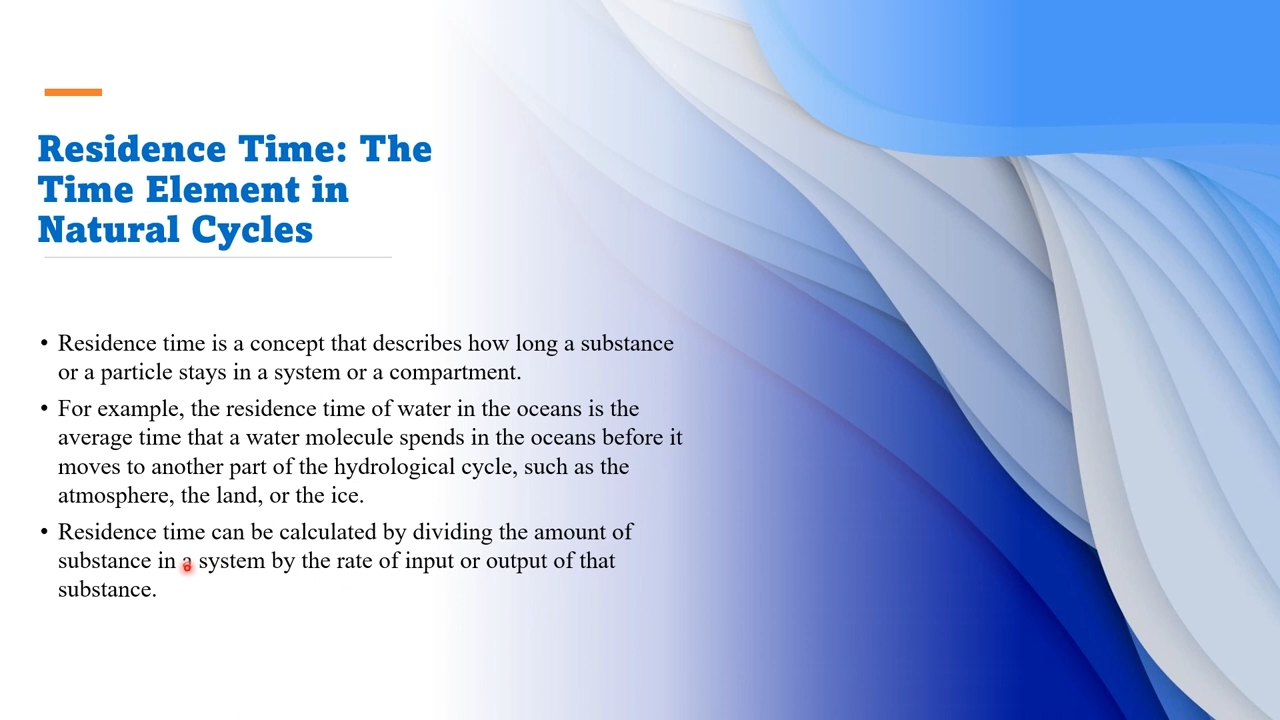 Residence Time: The
Time Element in
Natural Cycles
• Residence time is a concept that describes how long a substance
or a particle stays in a system or a compartment.
• For example, the residence time of water in the oceans is the
average time that a water molecule spends in the oceans before it
moves to another part of the hydrological cycle, such as the
atmosphere, the land, or the ice.
• Residence time can be calculated by dividing the amount of
substance in a system by the rate of input or output of that
substance.